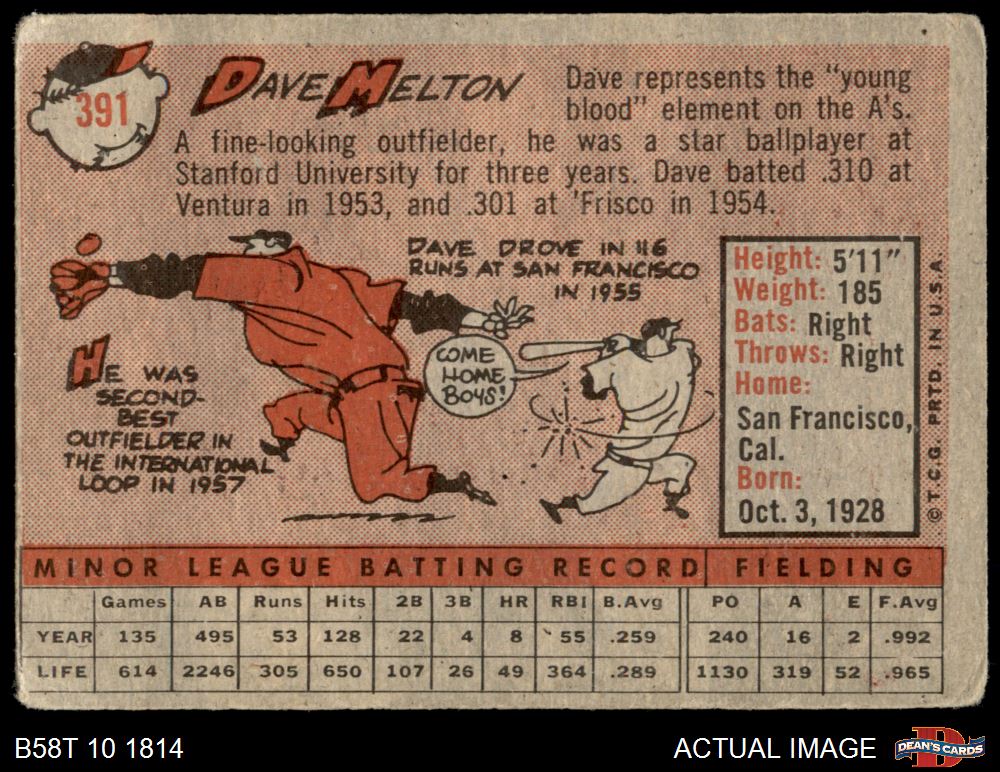 391
DAVE MELTON
Dave represents the "young
blood" element on the A's.
A fine-looking outfielder, he was a star ballplayer at
Stanford University for three years. Dave batted .310 at
Ventura in 1953, and .301 at 'Frisco in 1954.
DAVE DROVE IN 116
RUNS AT SAN FRANCISCO
IN 1955
COME
HOME
BOYS!
HE WAS
SECOND-
BEST
OUTFIELDER IN
THE INTERNATIONAL
LOOP IN 1957
Height: 5'11"
Weight: 185
Bats: Right
Throws: Right
Home:
San Francisco,
Cal.
Born:
Oct. 3, 1928
© T.C.G. PRTD. IN U.S.A.
MINOR LEAGUE BATTING RECORD FIELDING
Games AB Runs Hits 2B 3B HR RBI B.Avg PO A E F.Avg
YEAR 135 495 53 128 22 4 8 55 .259 240 16 2 .992
LIFE 614 2246 305 650 107 26 49 364 .289 1130 319 52 .965
B58T 10 1814
ACTUAL IMAGE
D
DEAN'S CARDS